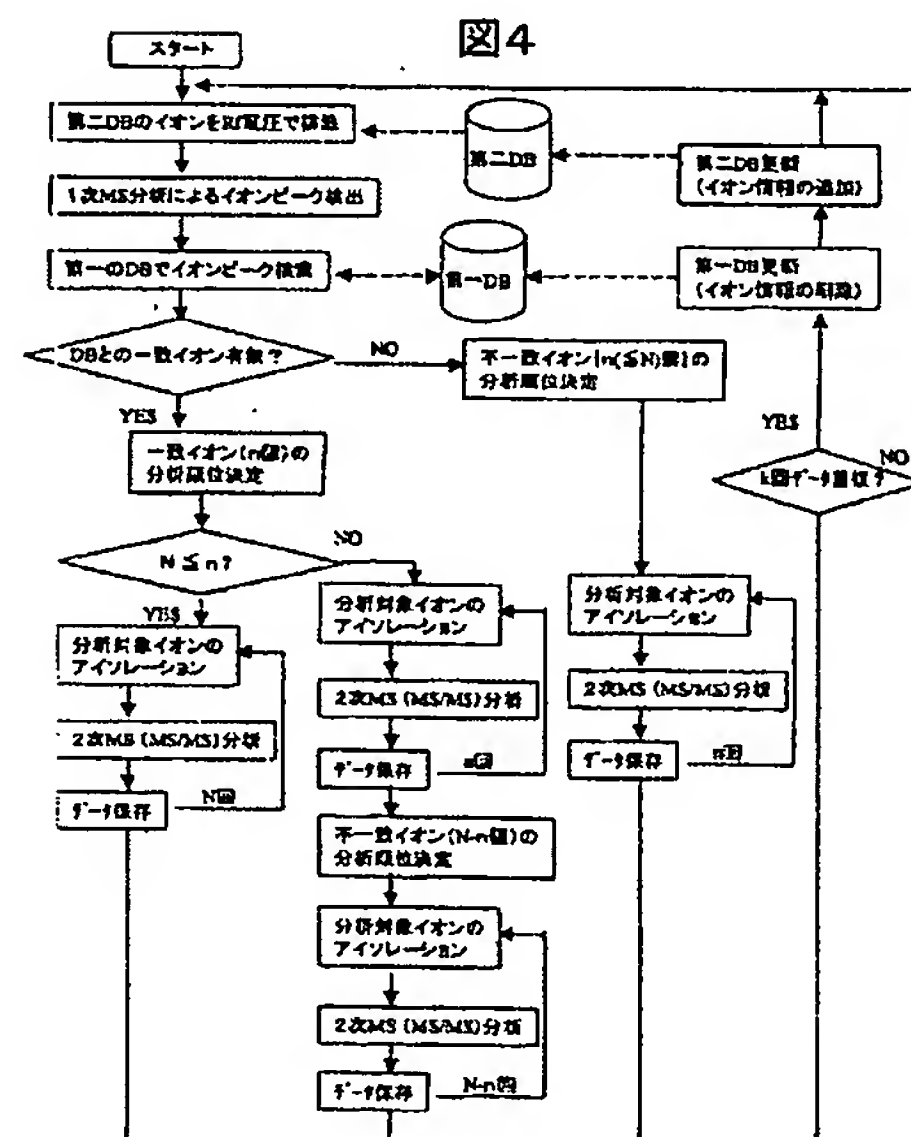 図4
スタート
第二DBのイオンをRf電圧で排除
1次MS分析によるイオンピーク検出
第一のDBでイオンピーク検索
DBとの一致イオン有無?
NO
YES
一致イオン(n個)の
分析順位決定
N≦n?
NO
YES
分析対象イオンの
アイソレーション
2次MS (MS/MS)分析
データ保存
N回
分析対象イオンの
アイソレーション
2次MS (MS/MS)分析
データ保存
n回
不一致イオン(N-n個)の
分析順位決定
分析対象イオンの
アイソレーション
2次MS (MS/MS)分析
データ保存
N-n回
不一致イオン{n(≦N)個}の
分析順位決定
分析対象イオンの
アイソレーション
2次MS (MS/MS)分析
データ保存
n回
第二DB
第一DB
第二DB更新
(イオン情報の追加)
第一DB更新
(イオン情報の削除)
YES
k回データ重複?
NO